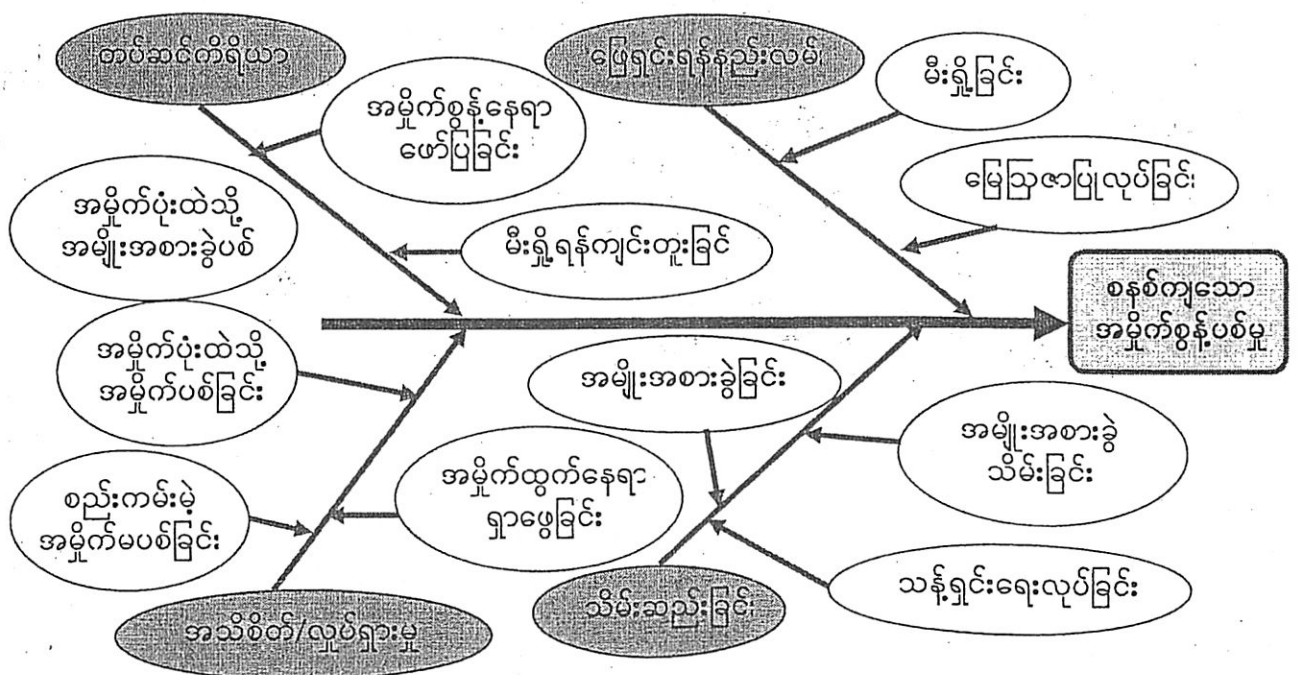 တပ်ဆင်ကိရိယာ
ဖြေရှင်းရန်နည်းလမ်း
မီးရှို့ခြင်း
အမှိုက်စွန့်နေရာ
ဖော်ပြခြင်း
မြေဩဇာပြုလုပ်ခြင်း
အမှိုက်ပုံးထဲသို့
အမျိုးအစားခွဲပစ်
မီးရှို့ရန်ကျင်းတူးခြင်
စနစ်ကျသော
အမှိုက်စွန့်ပစ်မှု
အမှိုက်ပုံးထဲသို့
အမှိုက်ပစ်ခြင်း
အမျိုးအစားခွဲခြင်း
အမျိုးအစားခွဲ
သိမ်းခြင်း
အမှိုက်ထွက်နေရာ
ရှာဖွေခြင်း
စည်းကမ်းမဲ့
အမှိုက်မပစ်ခြင်း
သန့်ရှင်းရေးလုပ်ခြင်း
သိမ်းဆည်းခြင်း
အသိစိတ်/လှုပ်ရှားမှု